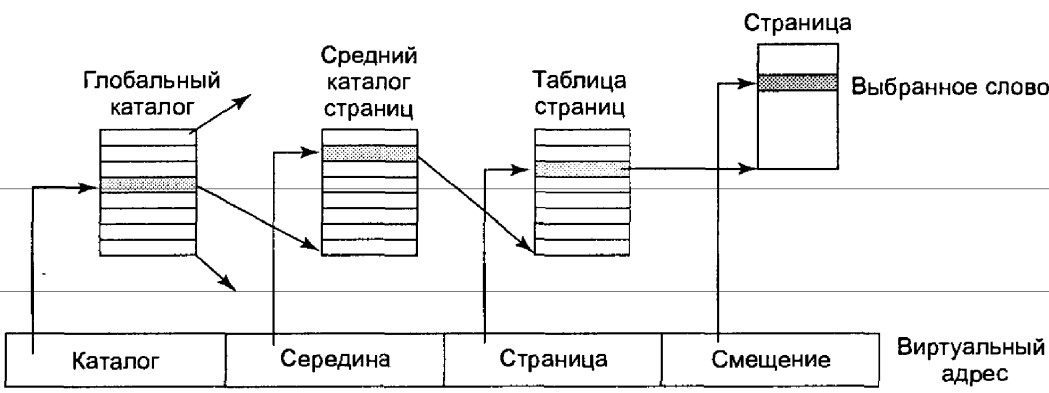 Страница
Выбранное слово
Средний
каталог
страниц
Глобальный
каталог
Таблица
страниц
Каталог
Середина
Страница
Смещение
Виртуальный
адрес